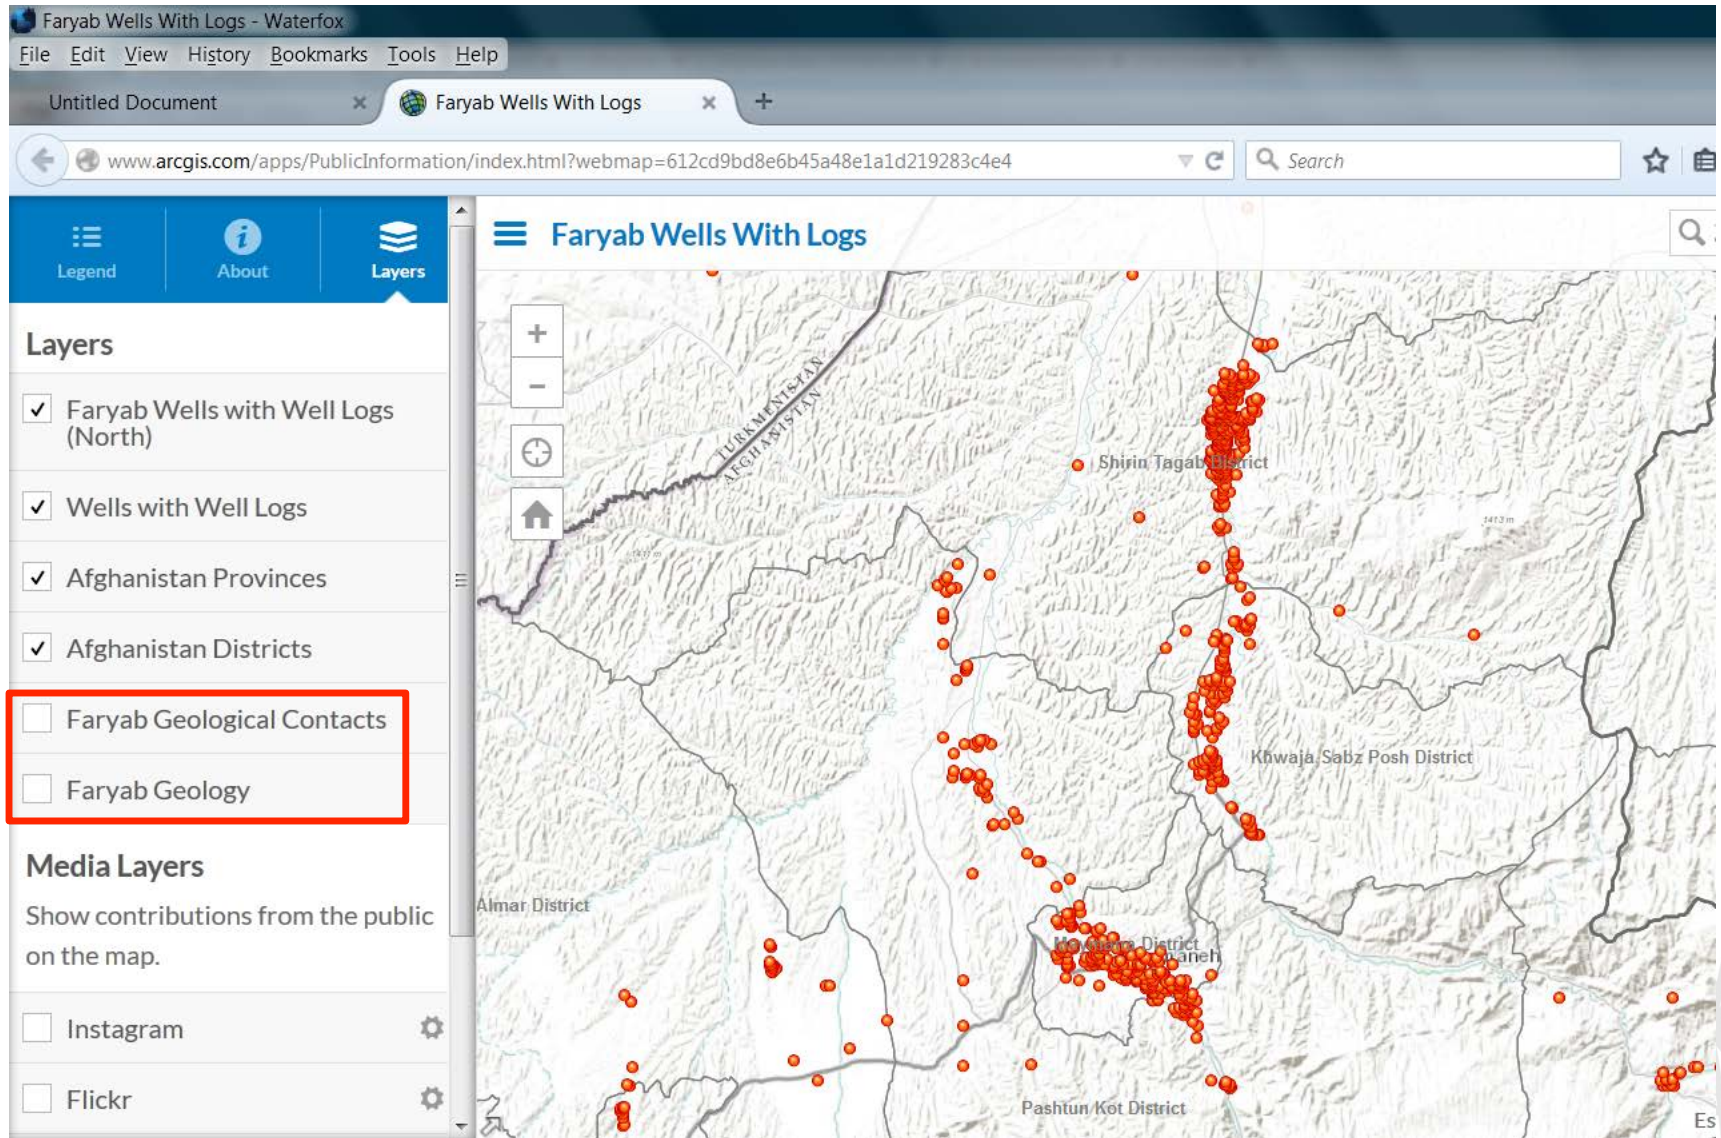 Faryab Wells With Logs - Waterfox
File Edit View History Bookmarks Tools Help
Untitled Document
Faryab Wells With Logs
www.arcgis.com/apps/PublicInformation/index.html?webmap=612cd9bd8e6b45a48e1a1d219283c4e4
Search
Legend
About
Layers
Faryab Wells With Logs
Layers
Faryab Wells with Well Logs
(North)
Wells with Well Logs
Afghanistan Provinces
Afghanistan Districts
Faryab Geological Contacts
Faryab Geology
Media Layers
Show contributions from the public
on the map.
Instagram
Flickr
TURKMENISTAN
AFGHANISTAN
Shirin Tagab District
1413 m
Khwaja Sabz Posh District
Almar District
District
Pashtun Kot District
Es